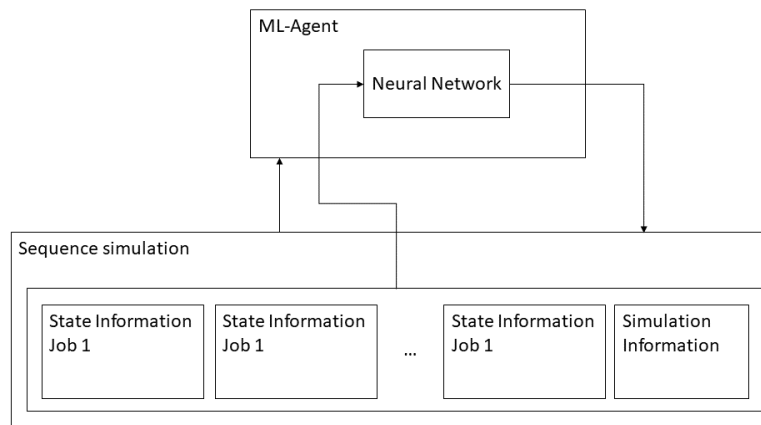 ML-Agent
Neural Network
Sequence simulation
State Information
Job 1
State Information
Job 1
...
State Information
Job 1
Simulation
Information